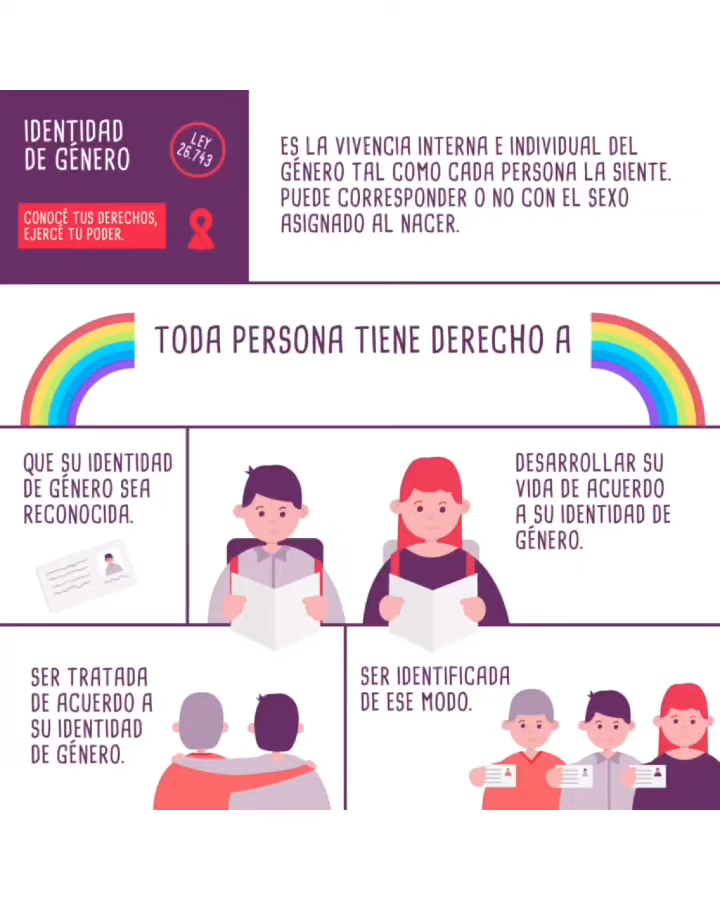 IDENTIDAD
DE GÉNERO
LEY
26.743
CONOCÉ TUS DERECHOS,
EJERCÉ TU PODER.
ES LA VIVENCIA INTERNA E INDIVIDUAL DEL
GÉNERO TAL COMO CADA PERSONA LA SIENTE.
PUEDE CORRESPONDER O NO CON EL SEXO
ASIGNADO AL NACER.
TODA PERSONA TIENE DERECHO A
QUE SU IDENTIDAD
DE GÉNERO SEA
RECONOCIDA.
DESARROLLAR SU
VIDA DE ACUERDO
A SU IDENTIDAD DE
GÉNERO.
SER TRATADA
DE ACUERDO A
SU IDENTIDAD
DE GÉNERO.
SER IDENTIFICADA
DE ESE MODO.